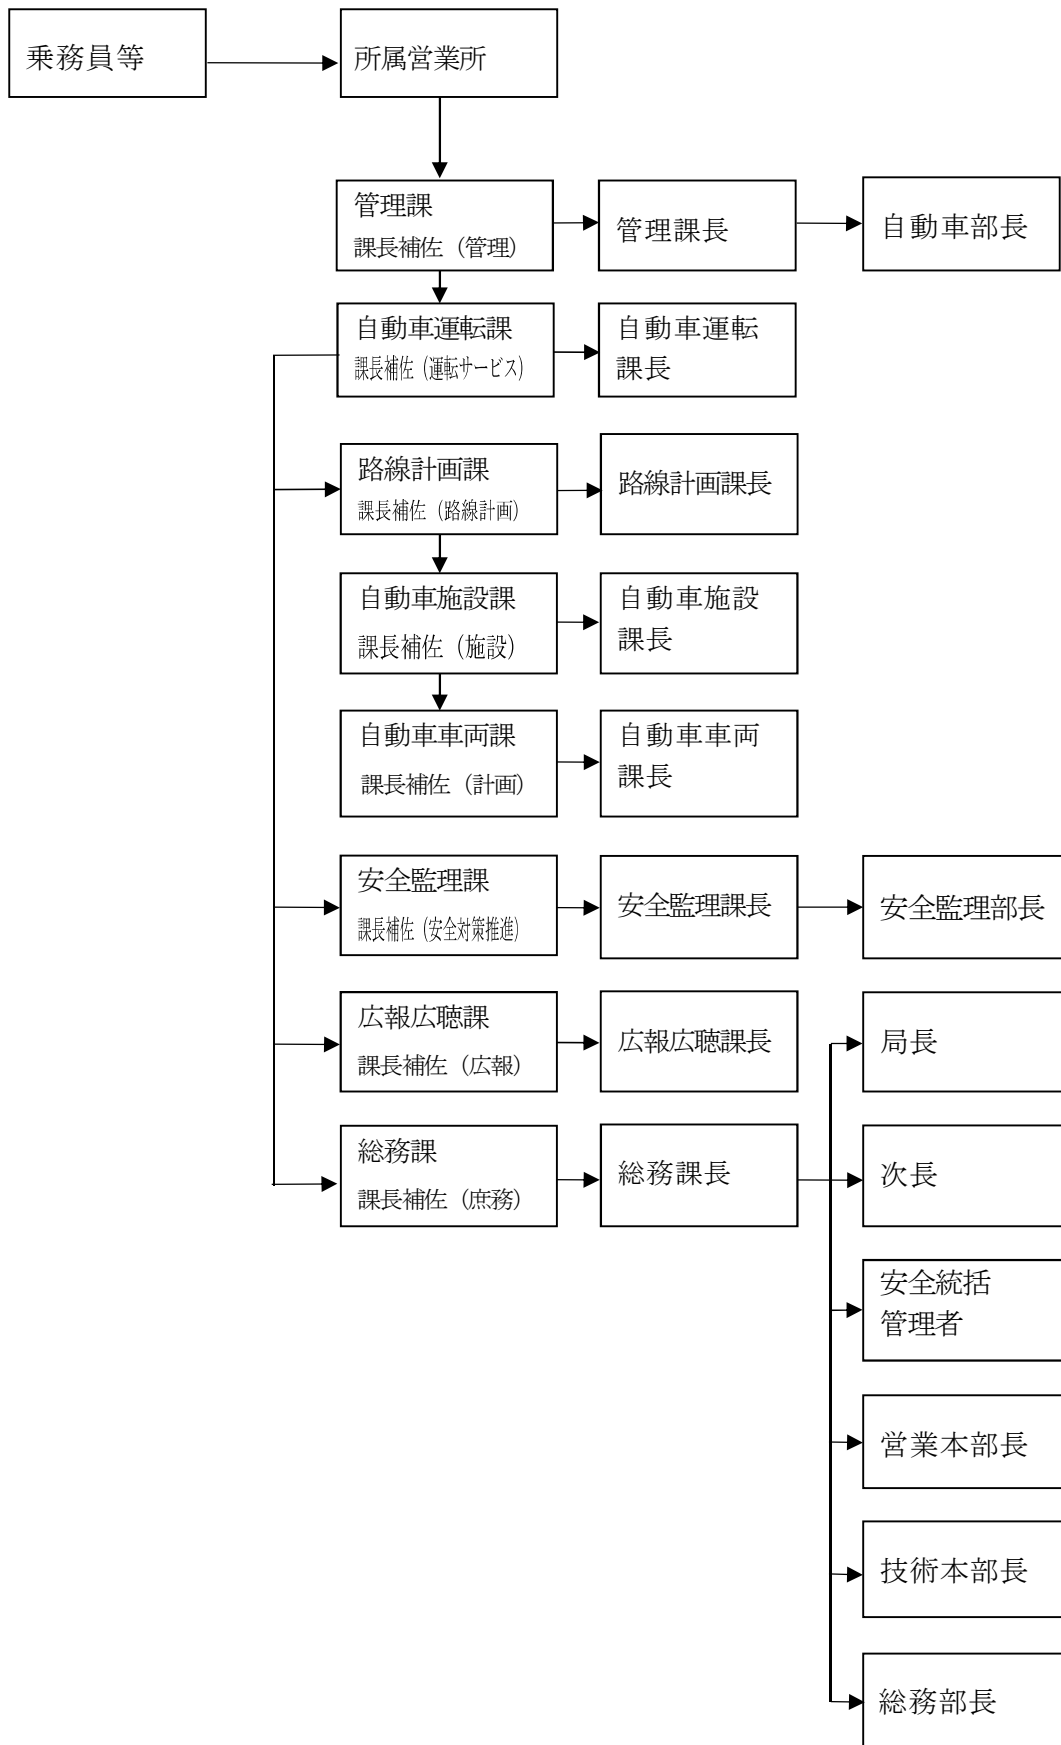 乗務員等
所属営業所
管理課
課長補佐（管理）
管理課長
自動車部長
自動車運転課
課長補佐（運転サービス）
自動車運転
課長
路線計画課
課長補佐（路線計画）
路線計画課長
自動車施設課
課長補佐（施設）
自動車施設
課長
自動車車両課
課長補佐（計画）
自動車車両
課長
安全監理課
課長補佐（安全対策推進）
安全監理課長
安全監理部長
広報広聴課
課長補佐（広報）
広報広聴課長
局長
総務課
課長補佐（庶務）
総務課長
次長
安全統括
管理者
営業本部長
技術本部長
総務部長